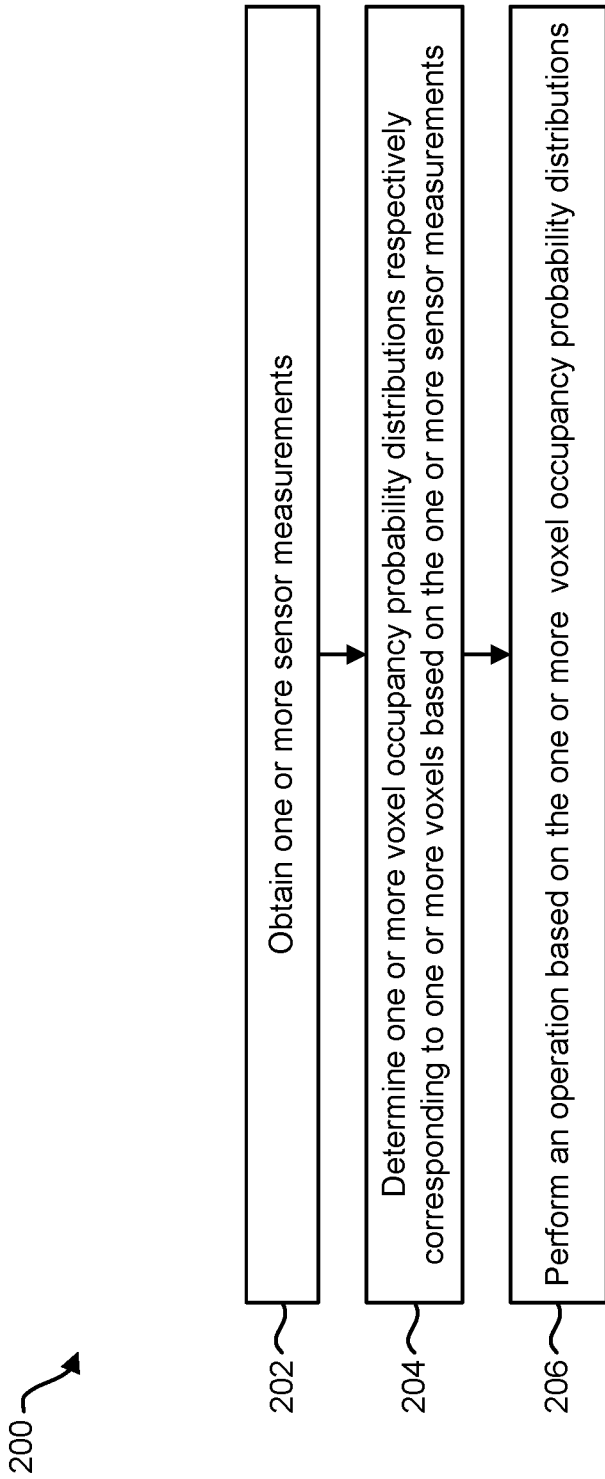 200
202
Obtain one or more sensor measurements
204
Determine one or more voxel occupancy probability distributions respectively
corresponding to one or more voxels based on the one or more sensor measurements
206
Perform an operation based on the one or more voxel occupancy probability distributions